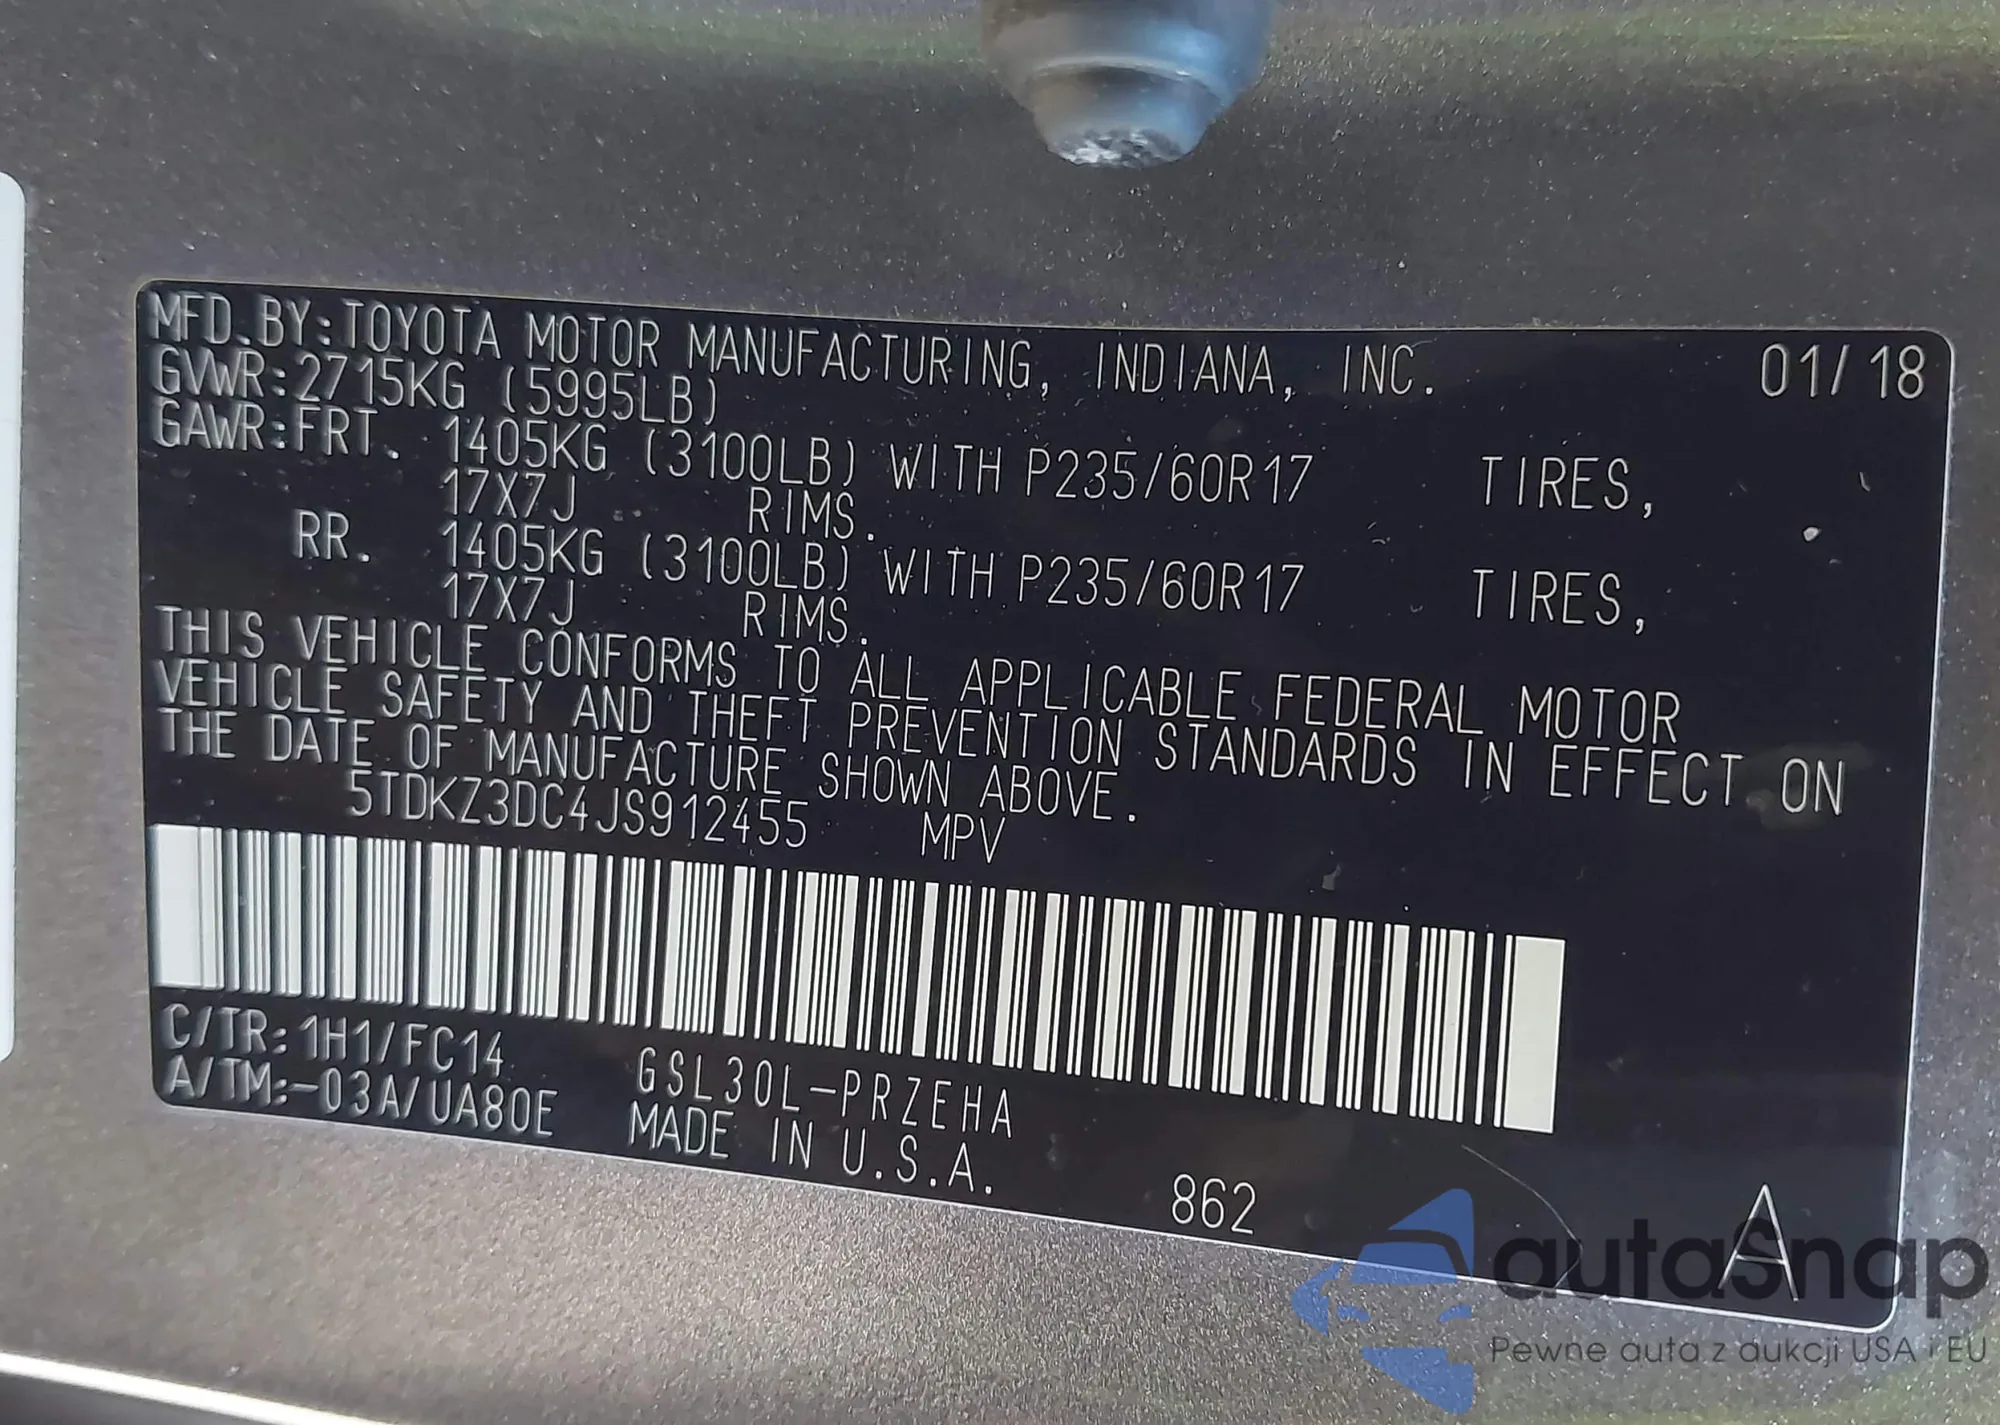 MFD.BY:TOYOTA MOTOR MANUFACTURING, INDIANA, INC. 01/18
GVWR:2715KG (5995LB)
GAWR:FRT. 1405KG (3100LB) WITH P235/60R17 TIRES,
17X7J RIMS.
RR. 1405KG (3100LB) WITH P235/60R17 TIRES,
17X7J RIMS.
THIS VEHICLE CONFORMS TO ALL APPLICABLE FEDERAL MOTOR
VEHICLE SAFETY AND THEFT PREVENTION STANDARDS IN EFFECT ON
THE DATE OF MANUFACTURE SHOWN ABOVE.
5TDKZ3DC4JS912455 MPV
C/TR:1H1/FC14 GSL30L-PRZEHA
A/TM:-03A/UA80E MADE IN U.S.A.
862 A
autasnap
Pewne auta z aukcji USA i EU